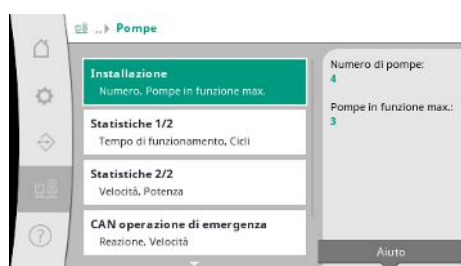 ..› Pompe
Installazione
Numero, Pompe in funzione max.
Statistiche 1/2
Tempo di funzionamento, Cicli
Statistiche 2/2
Velocità, Potenza
CAN operazione di emergenza
Reazione, Velocità
Numero di pompe:
4
Pompe in funzione max.:
3
Aiuto